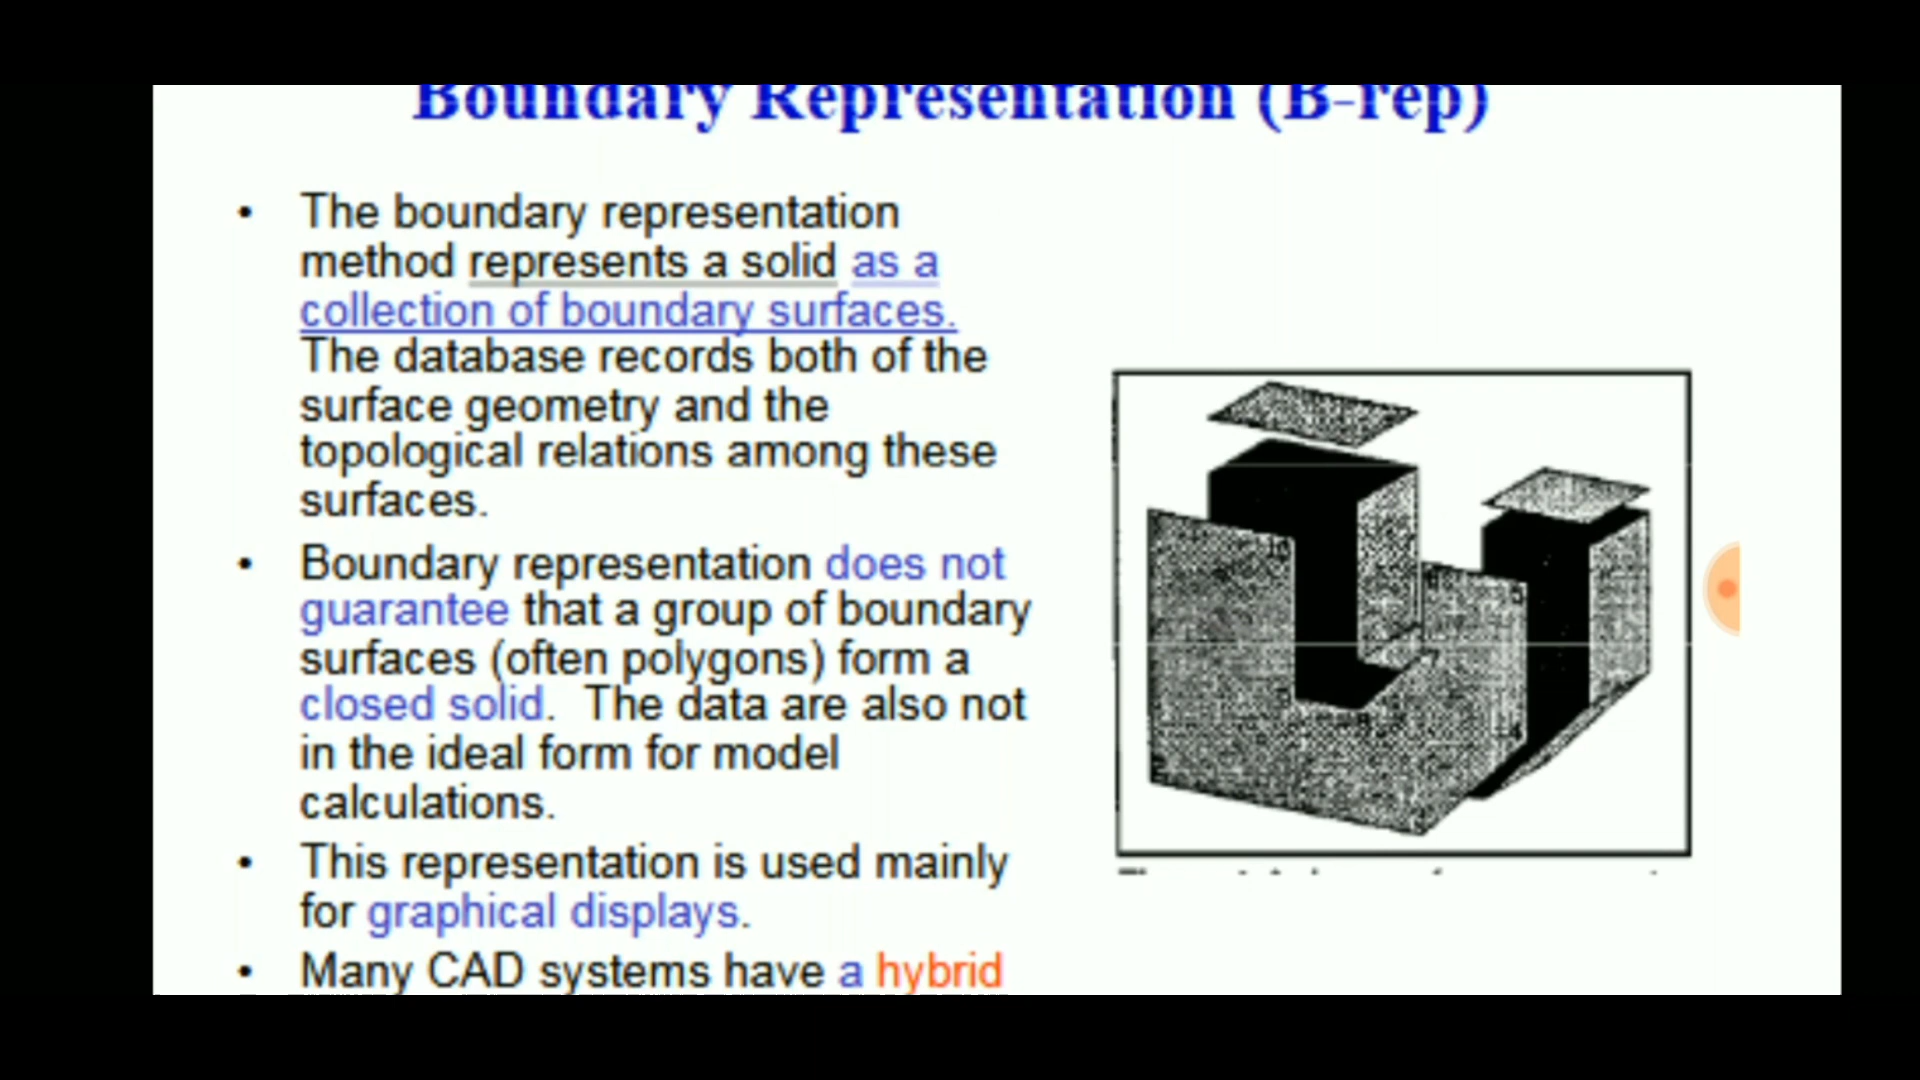 Boundary Representation (B-rep)
• The boundary representation
method represents a solid as a
collection of boundary surfaces.
The database records both of the
surface geometry and the
topological relations among these
surfaces.
• Boundary representation does not
guarantee that a group of boundary
surfaces (often polygons) form a
closed solid. The data are also not
in the ideal form for model
calculations.
• This representation is used mainly
for graphical displays.
• Many CAD systems have a hybrid
10
5
4